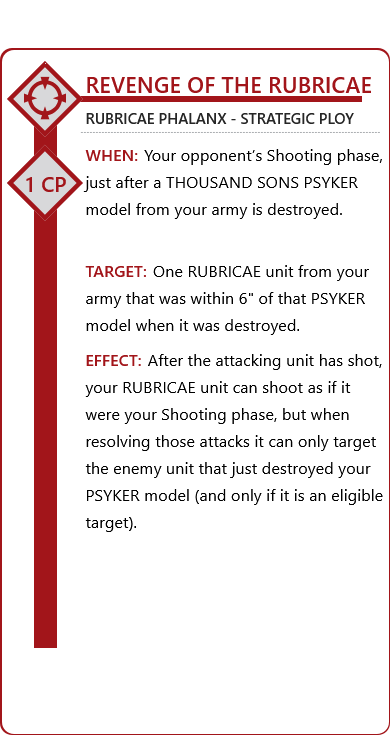 REVENGE OF THE RUBRICAE
RUBRICAE PHALANX - STRATEGIC PLOY
1 CP
WHEN: Your opponent’s Shooting phase,
just after a THOUSAND SONS PSYKER
model from your army is destroyed.
TARGET: One RUBRICAE unit from your
army that was within 6" of that PSYKER
model when it was destroyed.
EFFECT: After the attacking unit has shot,
your RUBRICAE unit can shoot as if it
were your Shooting phase, but when
resolving those attacks it can only target
the enemy unit that just destroyed your
PSYKER model (and only if it is an eligible
target).